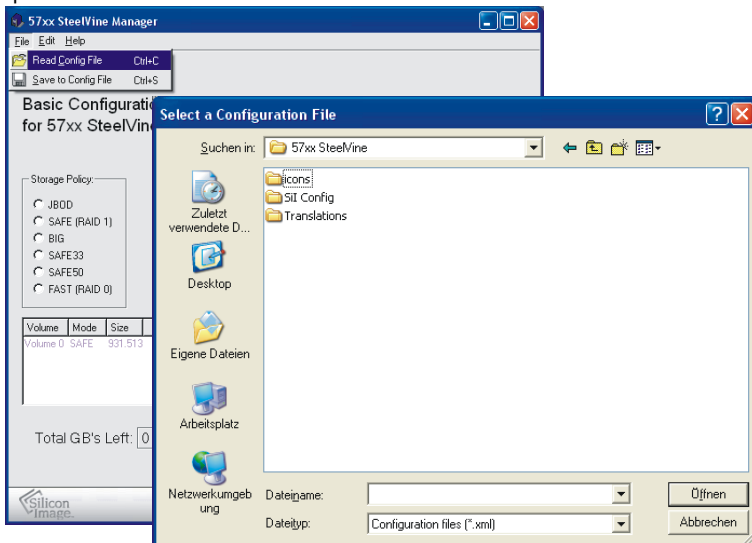 57xx SteelVine Manager
File Edit Help
Read Config File Ctrl+C
Save to Config File Ctrl+S
Basic Configurati
for 57xx SteelVin
Storage Policy:
JBOD
SAFE (RAID 1)
BIG
SAFE33
SAFE50
FAST (RAID 0)
Volume Mode Size
Volume 0 SAFE 931.513
Total GB's Left: 0
Silicon
Image.
Select a Configuration File
Suchen in: 57xx SteelVine
icons
SiI Config
Translations
Zuletzt
verwendete D...
Desktop
Eigene Dateien
Arbeitsplatz
Netzwerkumgeb
ung
Dateiname:
Öffnen
Dateityp: Configuration files (*.xml)
Abbrechen